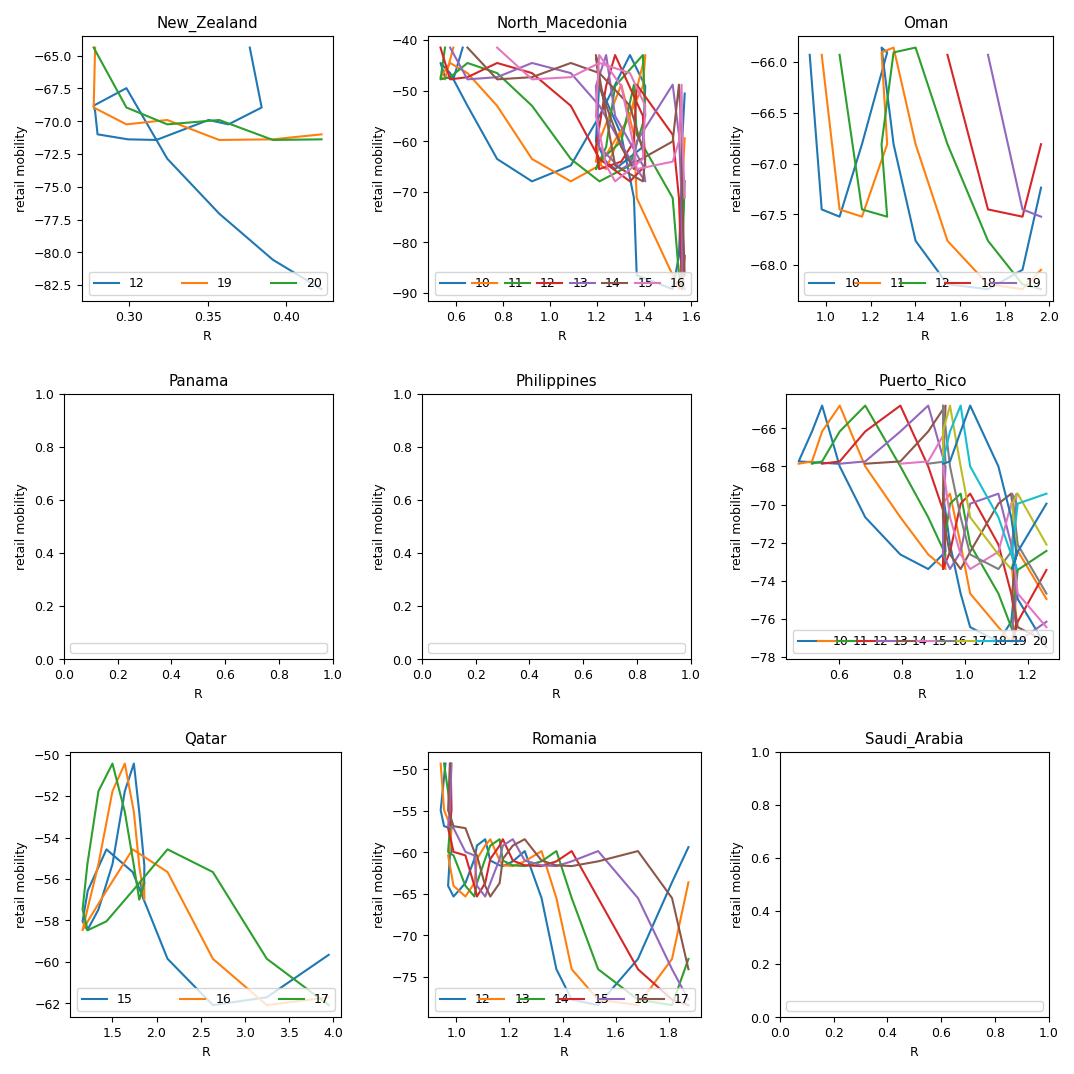 New_Zealand
retail mobility
−65.0
−67.5
−70.0
−72.5
−75.0
−77.5
−80.0
−82.5
12 19 20
0.30 0.35 0.40
R
North_Macedonia
retail mobility
−40
−50
−60
−70
−80
−90
10 11 12 13 14 15 16
0.6 0.8 1.0 1.2 1.4 1.6
R
Oman
retail mobility
−66.0
−66.5
−67.0
−67.5
−68.0
10 11 12 18 19
1.0 1.2 1.4 1.6 1.8 2.0
R
Panama
retail mobility
1.0
0.8
0.6
0.4
0.2
0.0
0.0 0.2 0.4 0.6 0.8 1.0
R
Philippines
retail mobility
1.0
0.8
0.6
0.4
0.2
0.0
0.0 0.2 0.4 0.6 0.8 1.0
R
Puerto_Rico
retail mobility
−66
−68
−70
−72
−74
−76
−78
10 11 12 13 14 15 16 17 18 19 20
0.6 0.8 1.0 1.2
R
Qatar
retail mobility
−50
−52
−54
−56
−58
−60
−62
15 16 17
1.5 2.0 2.5 3.0 3.5 4.0
R
Romania
retail mobility
−50
−55
−60
−65
−70
−75
12 13 14 15 16 17
1.0 1.2 1.4 1.6 1.8
R
Saudi_Arabia
retail mobility
1.0
0.8
0.6
0.4
0.2
0.0
0.0 0.2 0.4 0.6 0.8 1.0
R